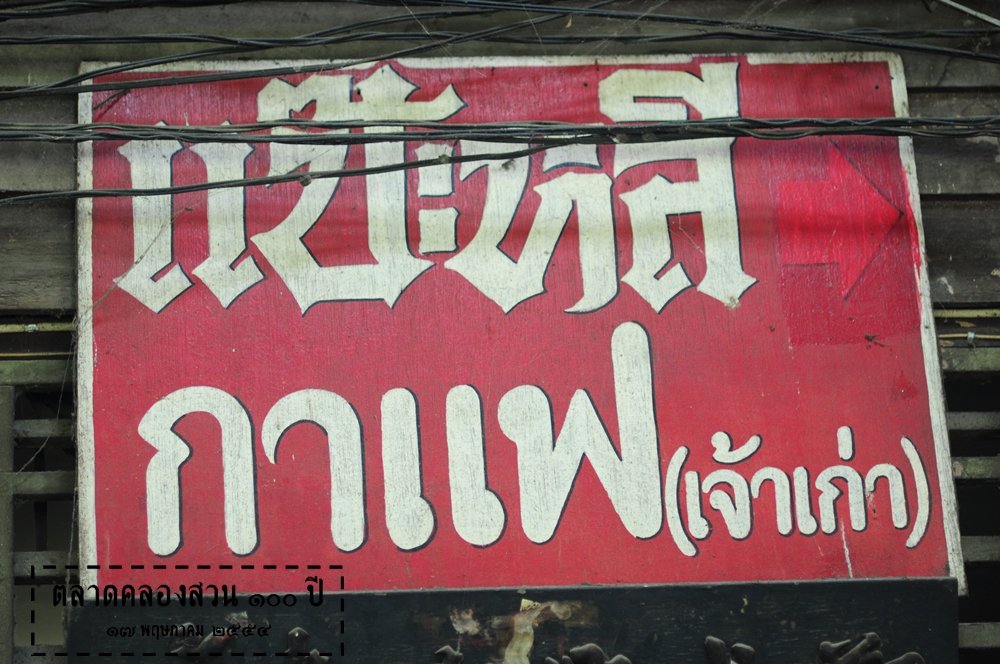 แป๊ะหลี
กาแฟ (เจ้าเก่า)
ตลาดคลองสวน ๑๐๐ ปี
๑๗ พฤษภาคม ๒๕๕๔